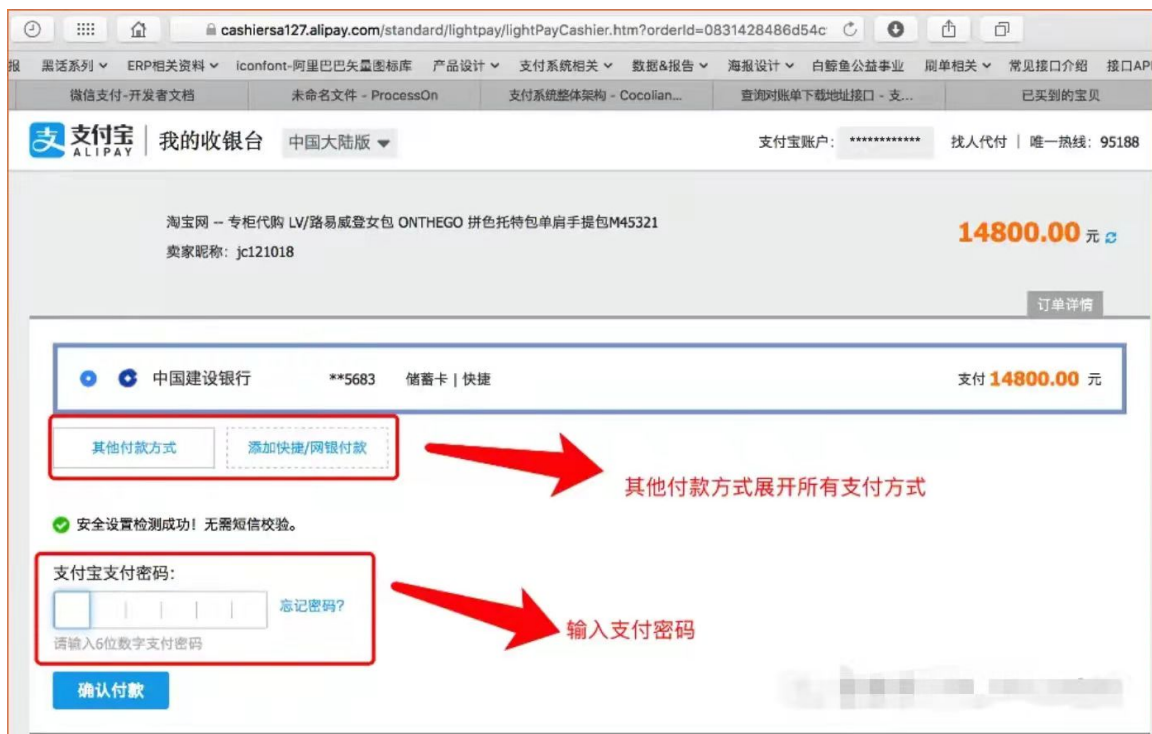 cashiersa127.alipay.com/standard/lightpay/lightPayCashier.htm?orderId=0831428486d54c
报 黑活系列 ERP相关资料 iconfont-阿里巴巴矢量图标库 产品设计 支付系统相关 数据&报告 海报设计 白鲸鱼公益事业 刷单相关 常见接口介绍 接口API
微信支付-开发者文档 未命名文件 - ProcessOn 支付系统整体架构 - Cocolian... 查询对账单下载地址接口 - 支... 已买到的宝贝
支 支付宝 ALIPAY 我的收银台 中国大陆版 支付宝账户: ************ 找人代付 | 唯一热线: 95188
淘宝网 -- 专柜代购 LV/路易威登女包 ONTHEGO 拼色托特包单肩手提包M45321
14800.00 元
卖家昵称: jc121018
订单详情
中国建设银行 **5683 储蓄卡 | 快捷 支付 14800.00 元
其他付款方式 添加快捷/网银付款
其他付款方式展开所有支付方式
安全设置检测成功！无需短信校验。
支付宝支付密码:
忘记密码?
输入支付密码
请输入6位数字支付密码
确认付款